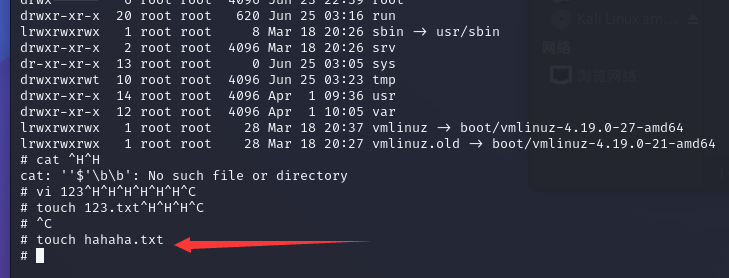 drwx------ 6 root root 4096 Jun 25 22:39 root
drwxr-xr-x 20 root root 620 Jun 25 03:16 run
lrwxrwxrwx 1 root root 8 Mar 18 20:26 sbin → usr/sbin
drwxr-xr-x 2 root root 4096 Mar 18 20:26 srv
dr-xr-xr-x 13 root root 0 Jun 25 03:05 sys
drwxrwxrwt 10 root root 4096 Jun 25 03:23 tmp
drwxr-xr-x 14 root root 4096 Apr 1 09:36 usr
drwxr-xr-x 12 root root 4096 Apr 1 10:05 var
lrwxrwxrwx 1 root root 28 Mar 18 20:37 vmlinuz → boot/vmlinuz-4.19.0-27-amd64
lrwxrwxrwx 1 root root 28 Mar 18 20:27 vmlinuz.old → boot/vmlinuz-4.19.0-21-amd64
# cat ^H^H
cat: ''$'\b\b': No such file or directory
# vi 123^H^H^H^H^H^H^H^C
# touch 123.txt^H^H^H^C
# ^C
# touch hahaha.txt
#
Kali Linux am...
网络
浏览网络